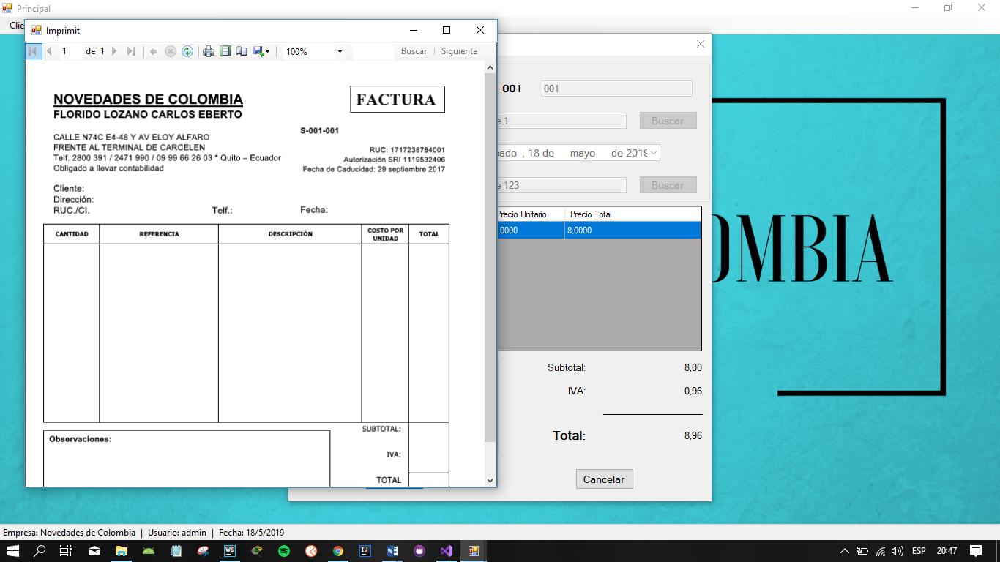 Principal
Clie
Imprimit
1 de 1
100%
Buscar | Siguiente
NOVEDADES DE COLOMBIA
FLORIDO LOZANO CARLOS EBERTO
FACTURA
S-001-001
CALLE N74C E4-48 Y AV ELOY ALFARO
FRENTE AL TERMINAL DE CARCELEN
Telf. 2800 391 / 2471 990 / 09 99 66 26 03 * Quito – Ecuador
Obligado a llevar contabilidad
RUC: 1717238784001
Autorización SRI 1119532406
Fecha de Caducidad: 29 septiembre 2017
Cliente:
Dirección:
RUC./CI. Telf.: Fecha:
CANTIDAD REFERENCIA DESCRIPCIÓN COSTO POR UNIDAD TOTAL
SUBTOTAL:
IVA:
TOTAL
Observaciones:
-001 001
e 1 Buscar
bado , 18 de mayo de 2019
e 123 Buscar
Precio Unitario Precio Total
,0000 8,0000
Subtotal: 8,00
IVA: 0,96
Total: 8,96
Cancelar
OMBIA
Empresa: Novedades de Colombia | Usuario: admin | Fecha: 18/5/2019
WS
IJ
ESP 20:47